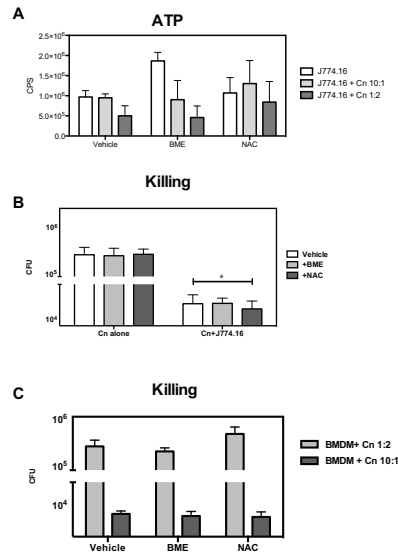 A
ATP
2.5×10⁶
2.0×10⁶
1.5×10⁶
1.0×10⁶
5.0×10⁵
0.0
CPS
Vehicle BME NAC
J774.16
J774.16 + Cn 10:1
J774.16 + Cn 1:2
Killing
B
10⁶
10⁵
10⁴
CFU
*
Cn alone Cn+J774.16
Vehicle
+BME
+NAC
Killing
C
10⁶
10⁵
10⁴
CFU
Vehicle BME NAC
BMDM+ Cn 1:2
BMDM + Cn 10:1